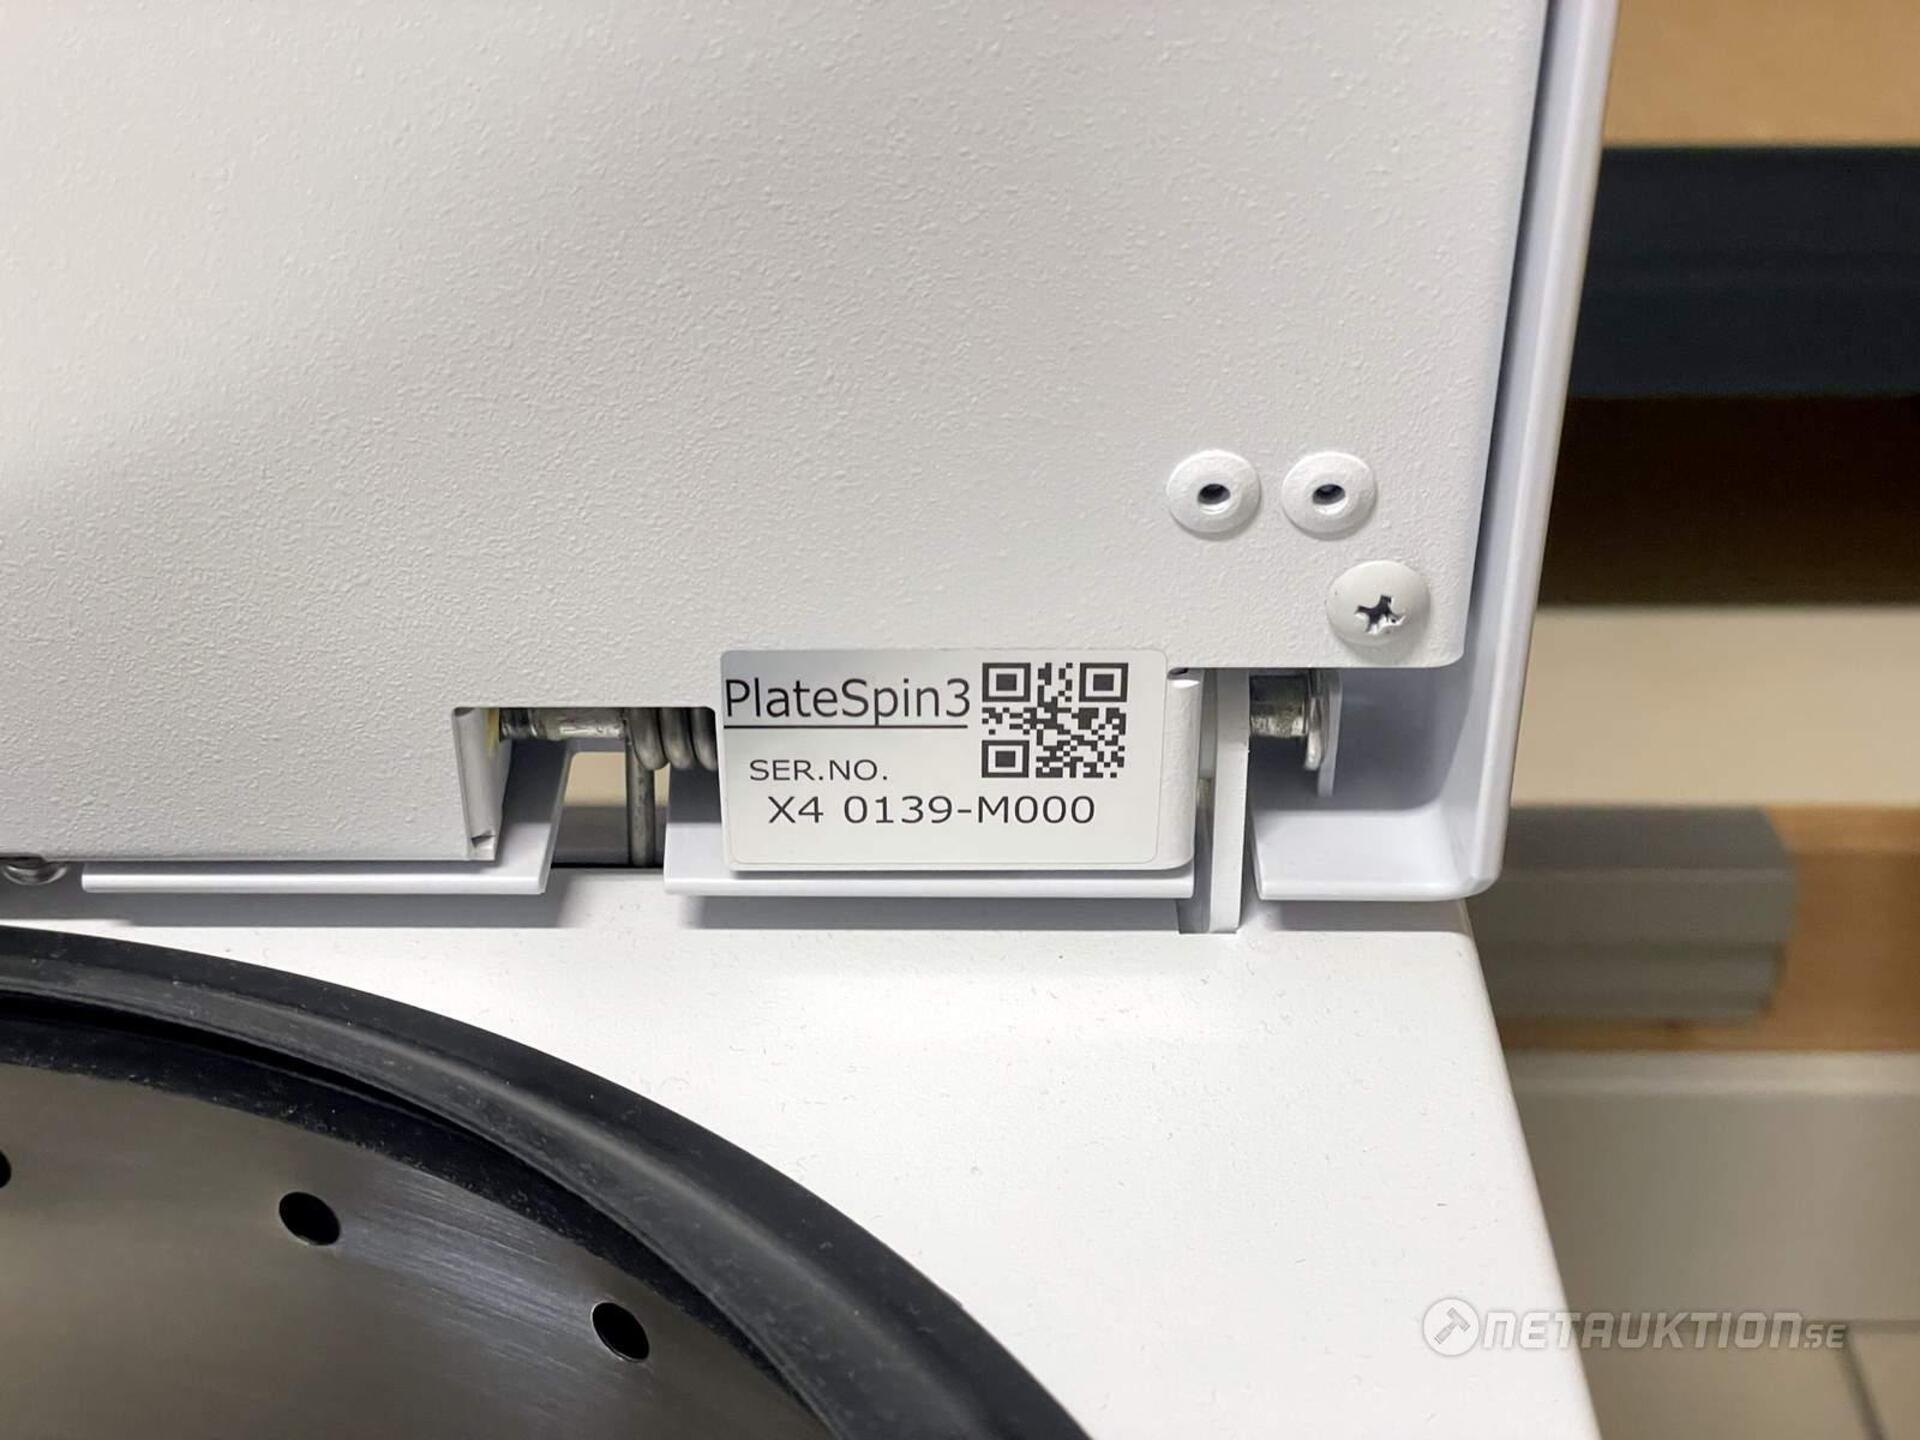 PlateSpin3
SER.NO.
X4 0139-M000
NETAUKTION.SE